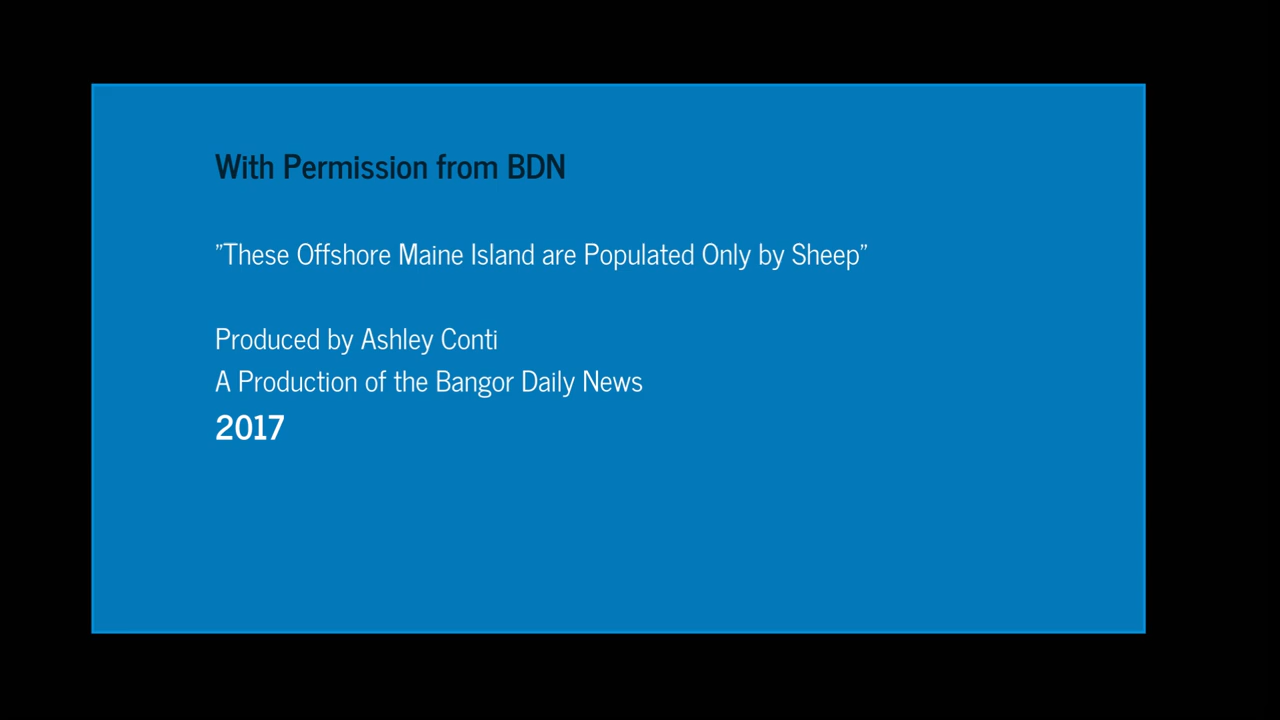 With Permission from BDN
”These Offshore Maine Island are Populated Only by Sheep”
Produced by Ashley Conti
A Production of the Bangor Daily News
2017